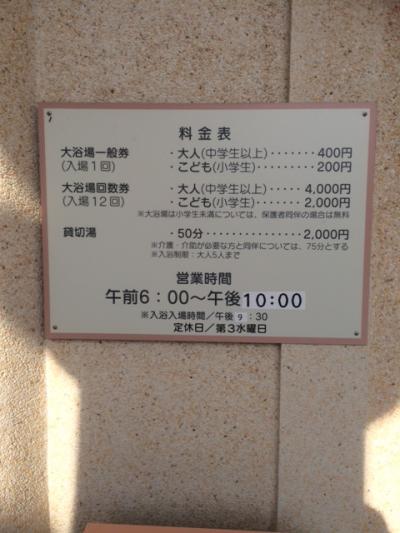 料金表
大浴場一般券 ・大人(中学生以上)・・・・・・・400円
(入場1回) ・こども(小学生)・・・・・・・・200円
大浴場回数券 ・大人(中学生以上)・・・・・4,000円
(入場12回) ・こども(小学生)・・・・・・2,000円
※大浴場は小学生未満については、保護者同伴の場合は無料
貸切湯 ・50分・・・・・・・・・・・・・2,000円
※介護・介助が必要な方と同伴については、75分とする
※入浴制限：大人5人まで
営業時間
午前6：00～午後10:00
※入浴入場時間／午後9：30
定休日／第3水曜日